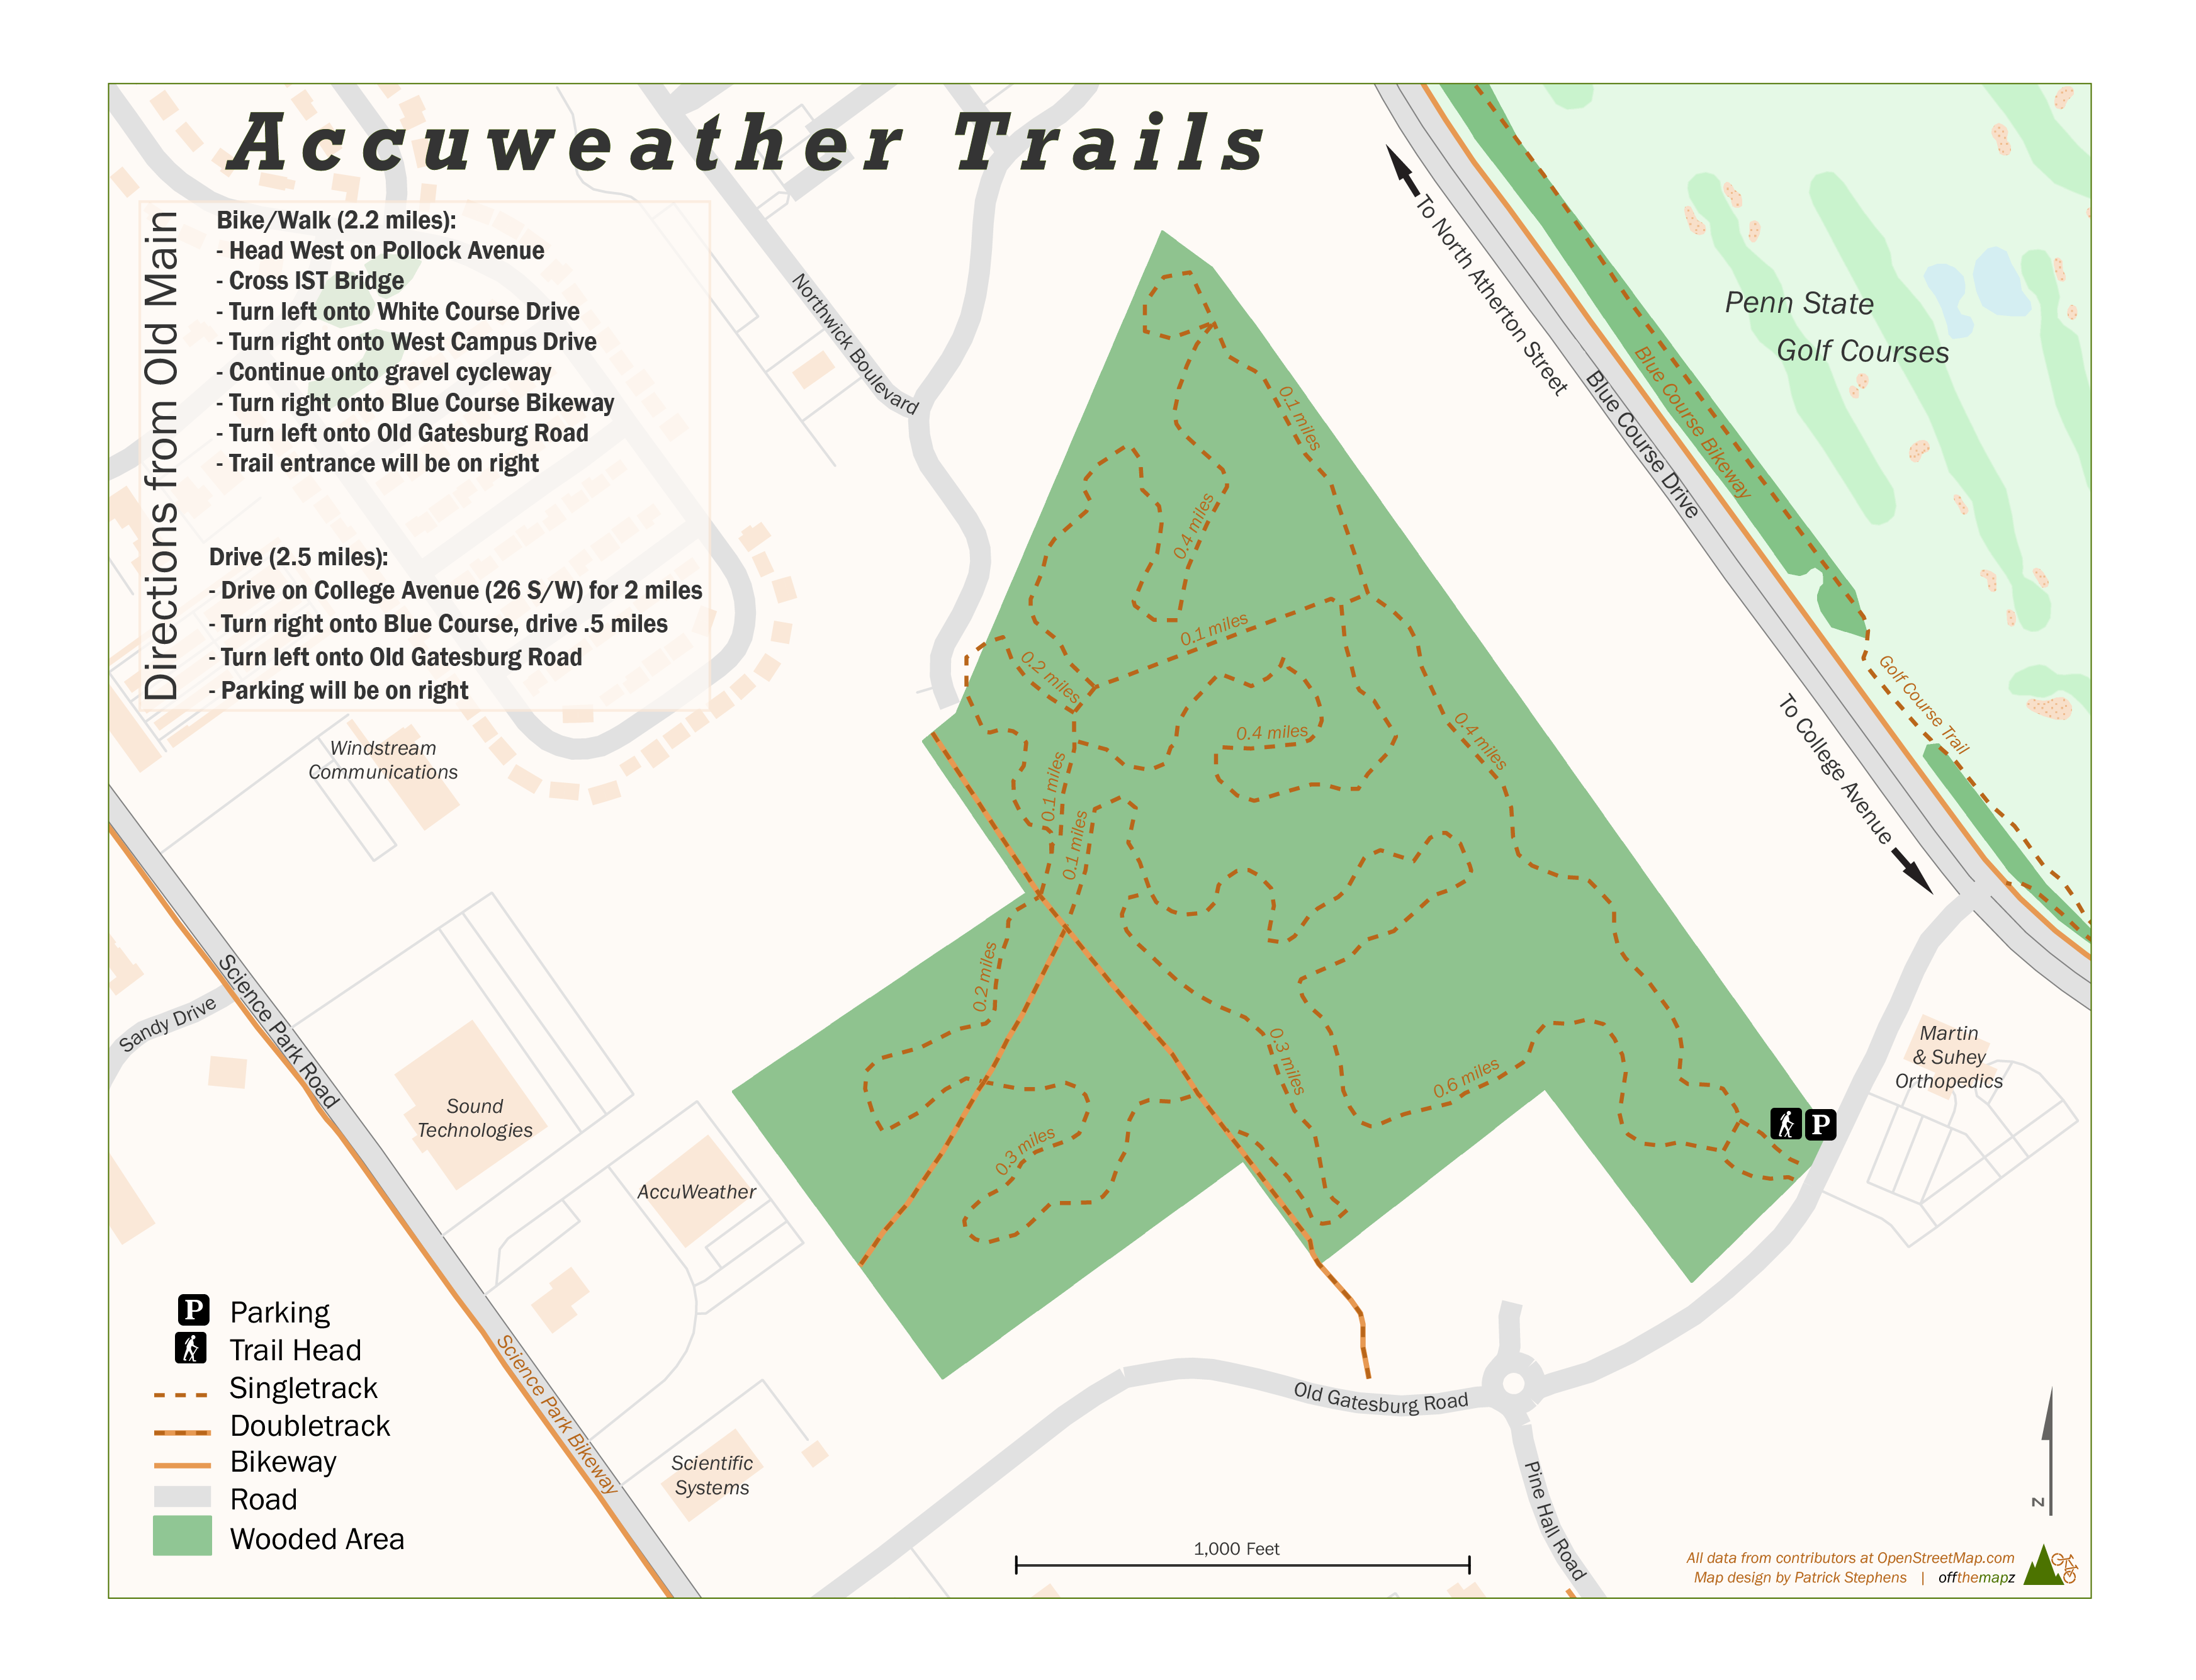 Accuweather Trails
Directions from Old Main
Bike/Walk (2.2 miles):
- Head West on Pollock Avenue
- Cross IST Bridge
- Turn left onto White Course Drive
- Turn right onto West Campus Drive
- Continue onto gravel cycleway
- Turn right onto Blue Course Bikeway
- Turn left onto Old Gatesburg Road
- Trail entrance will be on right
Drive (2.5 miles):
- Drive on College Avenue (26 S/W) for 2 miles
- Turn right onto Blue Course, drive .5 miles
- Turn left onto Old Gatesburg Road
- Parking will be on right
Northwick Boulevard
To North Atherton Street
Blue Course Drive
Blue Course Bikeway
Penn State
Golf Courses
Golf Course Trail
To College Avenue
0.1 miles
0.4 miles
0.1 miles
0.2 miles
0.4 miles
0.4 miles
0.1 miles
0.1 miles
0.2 miles
0.3 miles
0.6 miles
0.3 miles
Windstream
Communications
Science Park Road
Sandy Drive
Sound
Technologies
AccuWeather
Martin
& Suhey
Orthopedics
P
Science Park Bikeway
Scientific
Systems
Old Gatesburg Road
Pine Hall Road
P Parking
Trail Head
Singletrack
Doubletrack
Bikeway
Road
Wooded Area
1,000 Feet
N
All data from contributors at OpenStreetMap.com
Map design by Patrick Stephens | offthemapz